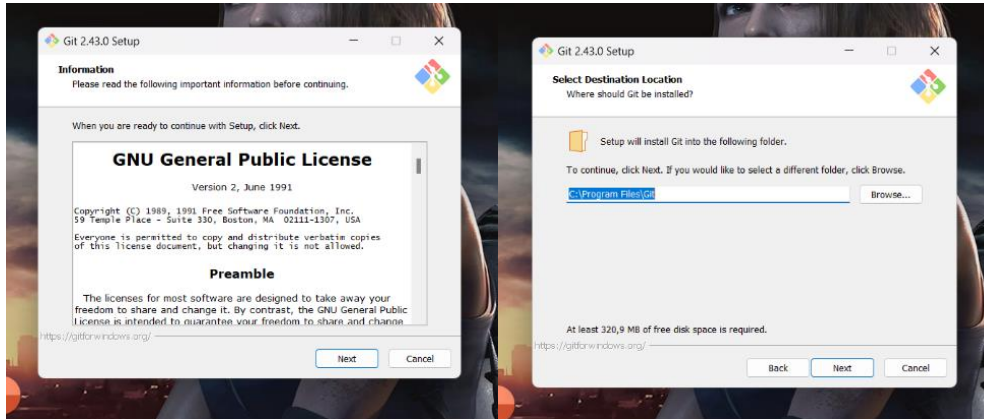 Git 2.43.0 Setup
Information
Please read the following important information before continuing.
When you are ready to continue with Setup, click Next.
GNU General Public License
Version 2, June 1991
Copyright (C) 1989, 1991 Free Software Foundation, Inc.
59 Temple Place - Suite 330, Boston, MA 02111-1307, USA
Everyone is permitted to copy and distribute verbatim copies
of this license document, but changing it is not allowed.
Preamble
The licenses for most software are designed to take away your
freedom to share and change it. By contrast, the GNU General Public
License is intended to guarantee your freedom to share and change
https://gitforwindows.org/
Next
Cancel
Git 2.43.0 Setup
Select Destination Location
Where should Git be installed?
Setup will install Git into the following folder.
To continue, click Next. If you would like to select a different folder, click Browse.
C:\Program Files\Git
Browse...
At least 320,9 MB of free disk space is required.
https://gitforwindows.org/
Back
Next
Cancel